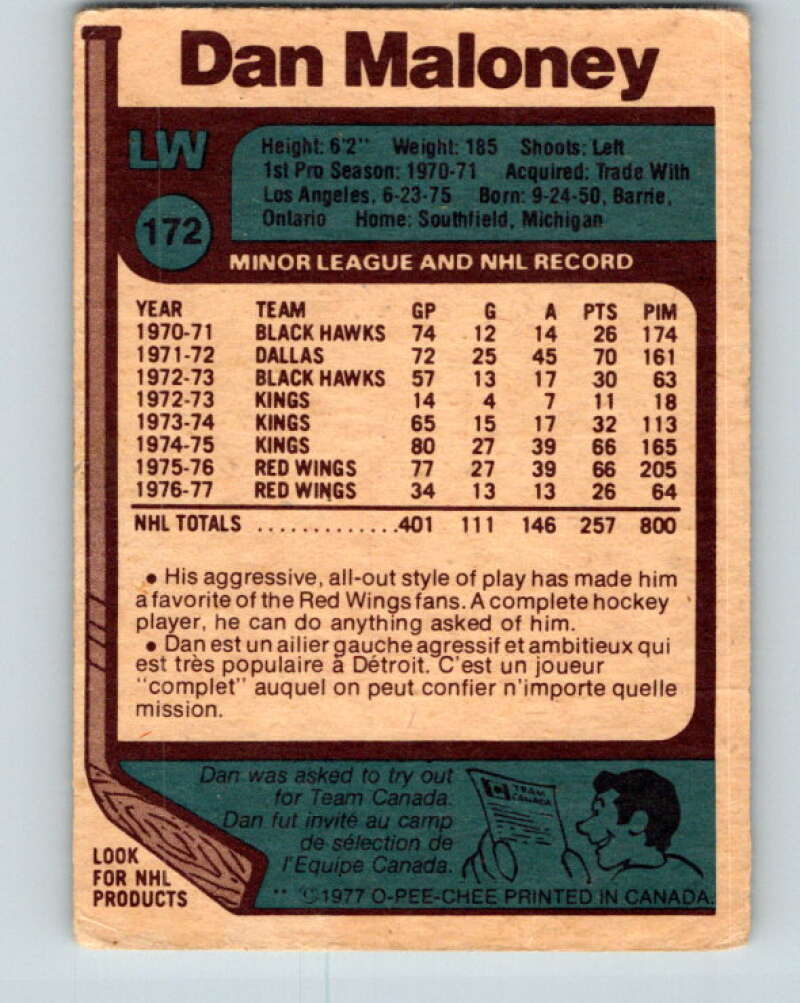 Dan Maloney
LW
Height: 6'2" Weight: 185 Shoots: Left
1st Pro Season: 1970-71 Acquired: Trade With
Los Angeles, 6-23-75 Born: 9-24-50, Barrie,
Ontario Home: Southfield, Michigan
172
MINOR LEAGUE AND NHL RECORD
YEAR TEAM GP G A PTS PIM
1970-71 BLACK HAWKS 74 12 14 26 174
1971-72 DALLAS 72 25 45 70 161
1972-73 BLACK HAWKS 57 13 17 30 63
1972-73 KINGS 14 4 7 11 18
1973-74 KINGS 65 15 17 32 113
1974-75 KINGS 80 27 39 66 165
1975-76 RED WINGS 77 27 39 66 205
1976-77 RED WINGS 34 13 13 26 64
NHL TOTALS .............401 111 146 257 800
• His aggressive, all-out style of play has made him
a favorite of the Red Wings fans. A complete hockey
player, he can do anything asked of him.
• Dan est un ailier gauche agressif et ambitieux qui
est très populaire à Détroit. C'est un joueur
"complet" auquel on peut confier n'importe quelle
mission.
Dan was asked to try out
for Team Canada.
Dan fut invité au camp
de sélection de
l'Equipe Canada.
TEAM
CANADA
LOOK
FOR NHL
PRODUCTS
** ©1977 O-PEE-CHEE PRINTED IN CANADA.